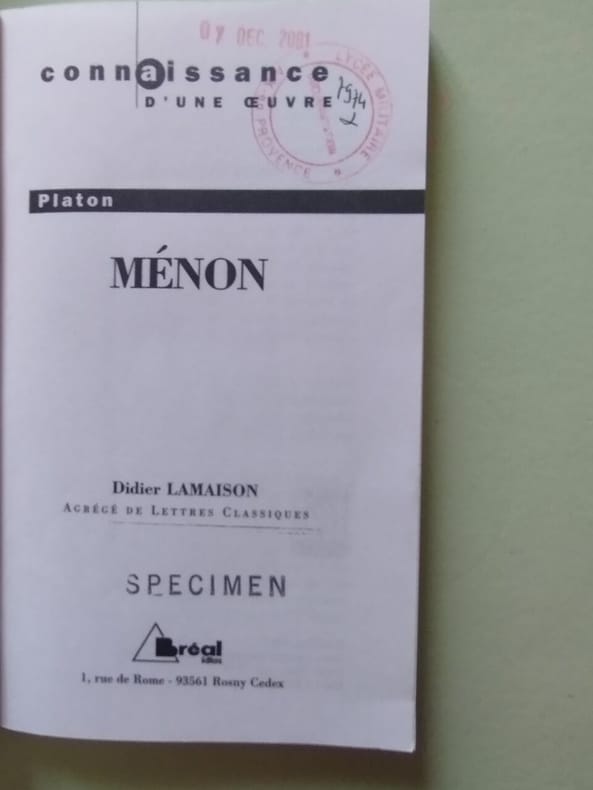 07 DEC. 2001
connaissance
D'UNE ŒUVRE
LYCÉE MILITAIRE
PROVENCE
7974
Platon
MÉNON
Didier LAMAISON
AGRÉGÉ DE LETTRES CLASSIQUES
SPECIMEN
Bréal
1, rue de Rome - 93561 Rosny Cedex